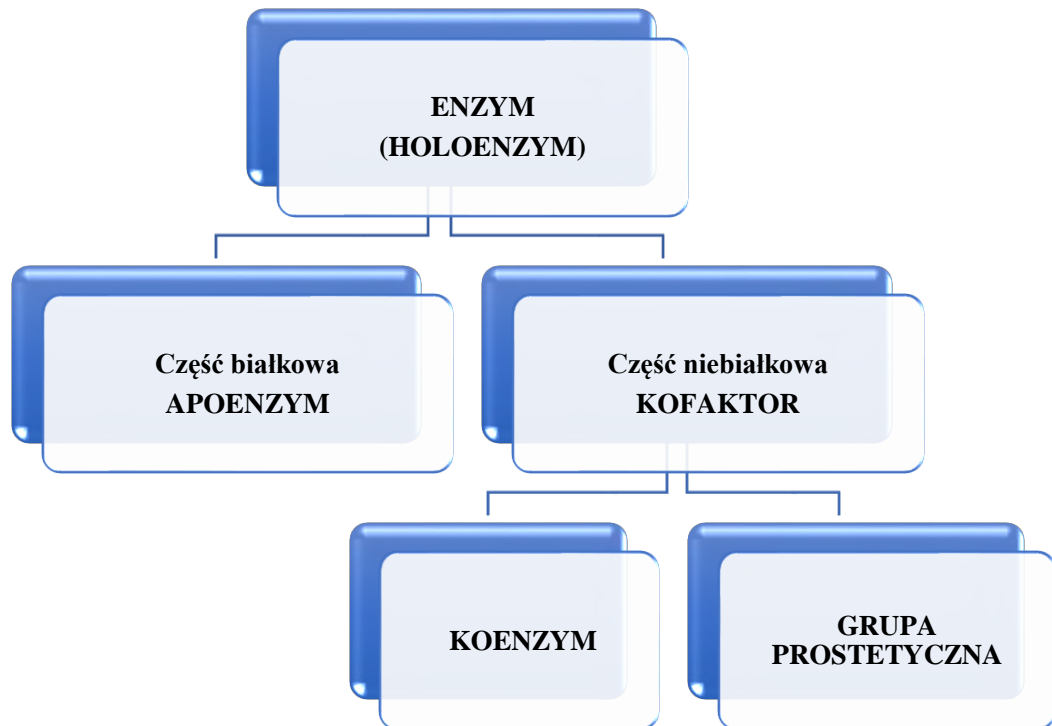 ENZYM
(HOLOENZYM)
Część białkowa
APOENZYM
Część niebiałkowa
KOFAKTOR
KOENZYM
GRUPA
PROSTETYCZNA